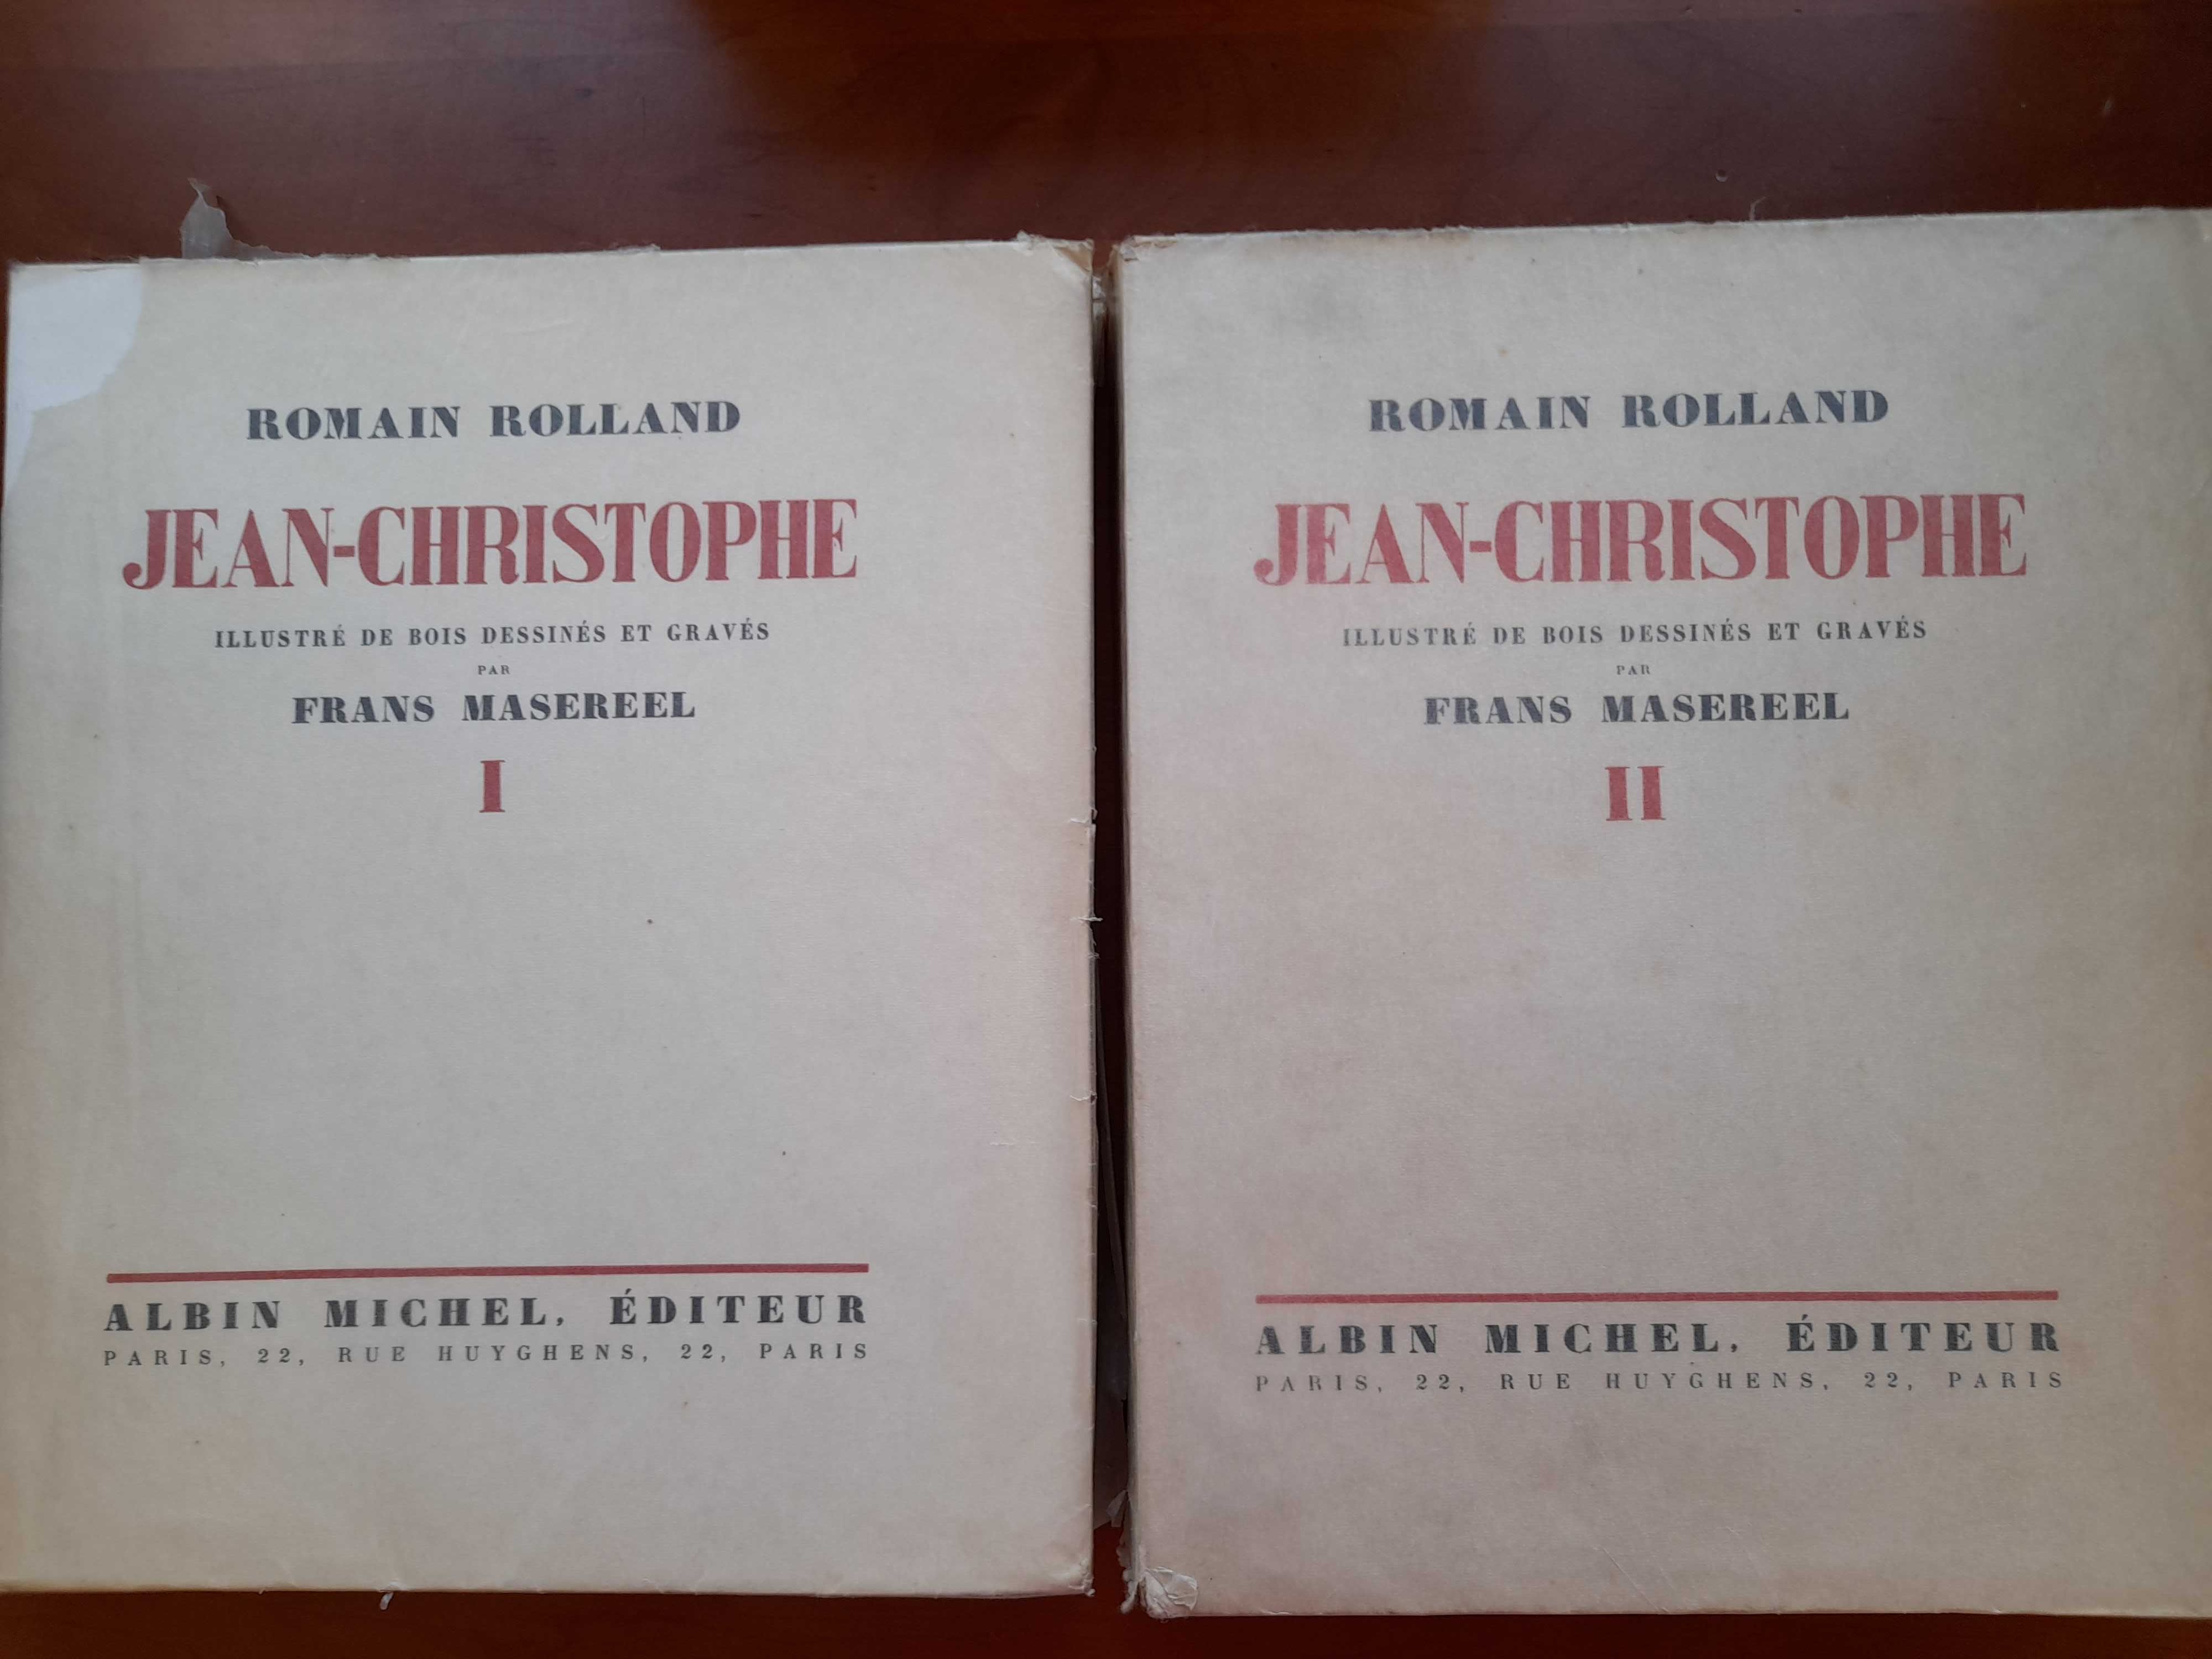 ROMAIN ROLLAND
JEAN-CHRISTOPHE
ILLUSTRÉ DE BOIS DESSINÉS ET GRAVÉS
PAR
FRANS MASEREEL
I
ALBIN MICHEL, ÉDITEUR
PARIS, 22, RUE HUYGHENS, 22, PARIS
ROMAIN ROLLAND
JEAN-CHRISTOPHE
ILLUSTRÉ DE BOIS DESSINÉS ET GRAVÉS
PAR
FRANS MASEREEL
II
ALBIN MICHEL, ÉDITEUR
PARIS, 22, RUE HUYGHENS, 22, PARIS